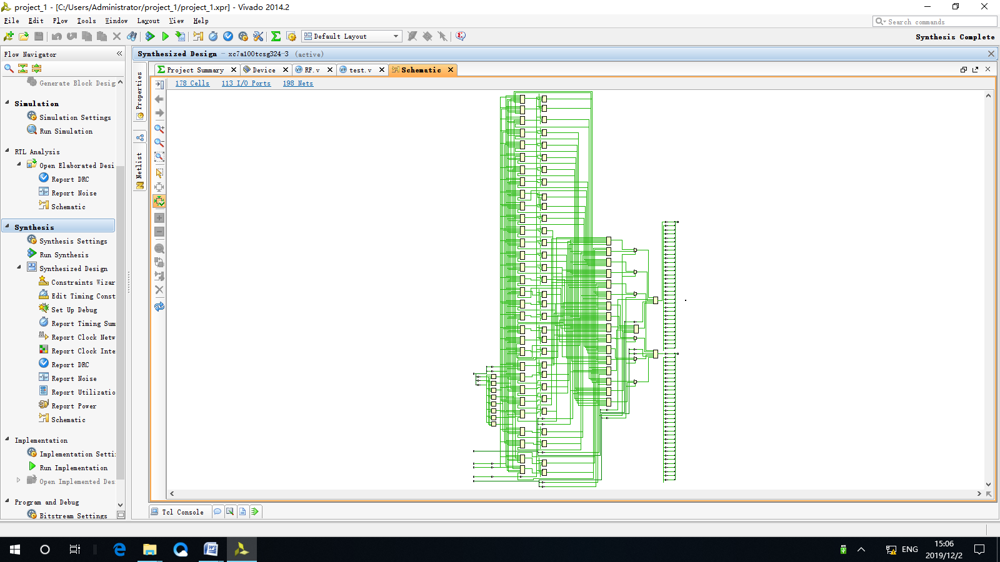 project_1 - [C:/Users/Administrator/project_1/project_1.xpr] - Vivado 2014.2
File Edit Flow Tools Window Layout View Help
Search commands
Default Layout
Synthesis Complete
Flow Navigator
Synthesized Design - xc7a100tcsg324-3 (active)
Project Summary
Device
RF.v
test.v
Schematic
178 Cells 113 I/O Ports 198 Nets
Properties
Netlist
Generate Block Desig
Simulation
Simulation Settings
Run Simulation
RTL Analysis
Open Elaborated Desi
Report DRC
Report Noise
Schematic
Synthesis
Synthesis Settings
Run Synthesis
Synthesized Design
Constraints Wizar
Edit Timing Const
Set Up Debug
Report Timing Sum
Report Clock Netw
Report Clock Inte
Report DRC
Report Noise
Report Utilizatio
Report Power
Schematic
Implementation
Implementation Setti
Run Implementation
Open Implemented Des
Program and Debug
Bitstream Settings
Tcl Console
ENG
15:06
2019/12/2